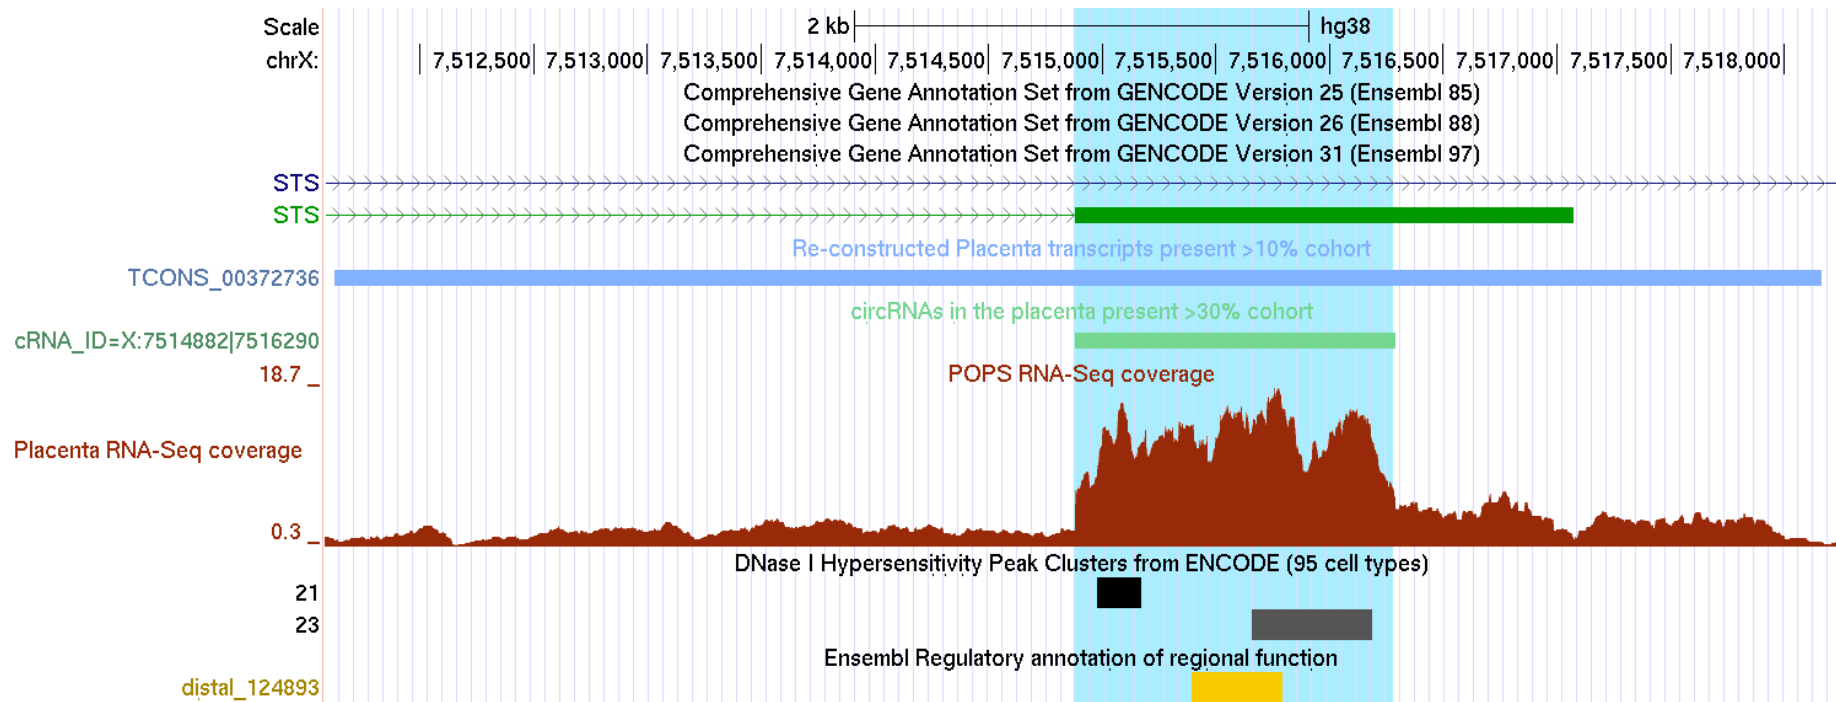 Scale 2 kb hg38
chrX: 7,512,500 7,513,000 7,513,500 7,514,000 7,514,500 7,515,000 7,515,500 7,516,000 7,516,500 7,517,000 7,517,500 7,518,000
Comprehensive Gene Annotation Set from GENCODE Version 25 (Ensembl 85)
Comprehensive Gene Annotation Set from GENCODE Version 26 (Ensembl 88)
Comprehensive Gene Annotation Set from GENCODE Version 31 (Ensembl 97)
STS
STS
Re-constructed Placenta transcripts present >10% cohort
TCONS_00372736
circRNAs in the placenta present >30% cohort
cRNA_ID=X:7514882|7516290
18.7 _
POPS RNA-Seq coverage
Placenta RNA-Seq coverage
0.3 _
DNase I Hypersensitivity Peak Clusters from ENCODE (95 cell types)
21
23
Ensembl Regulatory annotation of regional function
distal_124893